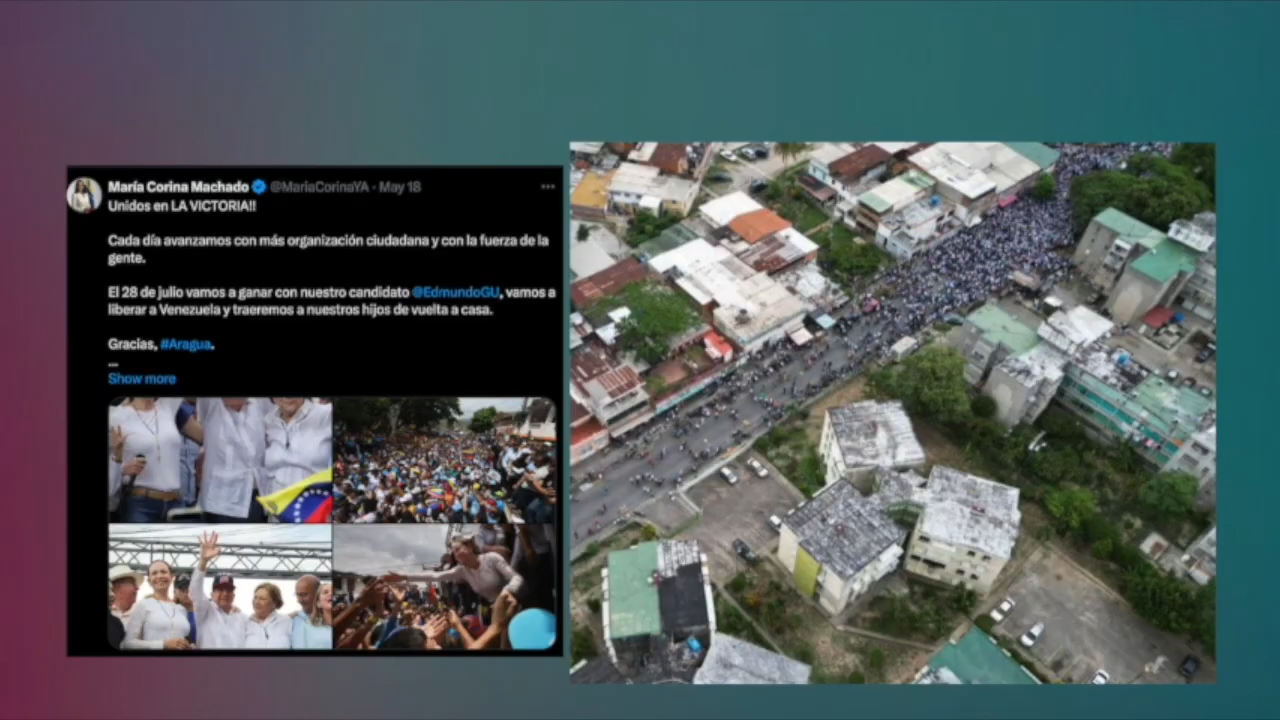 María Corina Machado @MariaCorinaYA · May 18
Unidos en LA VICTORIA!!
Cada día avanzamos con más organización ciudadana y con la fuerza de la
gente.
El 28 de julio vamos a ganar con nuestro candidato @EdmundoGU, vamos a
liberar a Venezuela y traeremos a nuestros hijos de vuelta a casa.
Gracias, #Aragua.
—
Show more